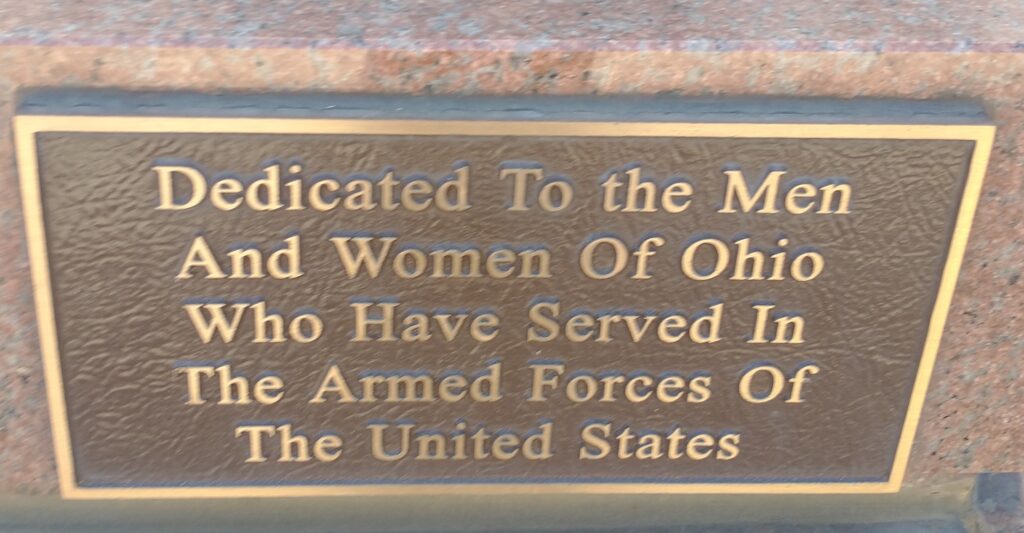 Dedicated To the Men
And Women Of Ohio
Who Have Served In
The Armed Forces Of
The United States